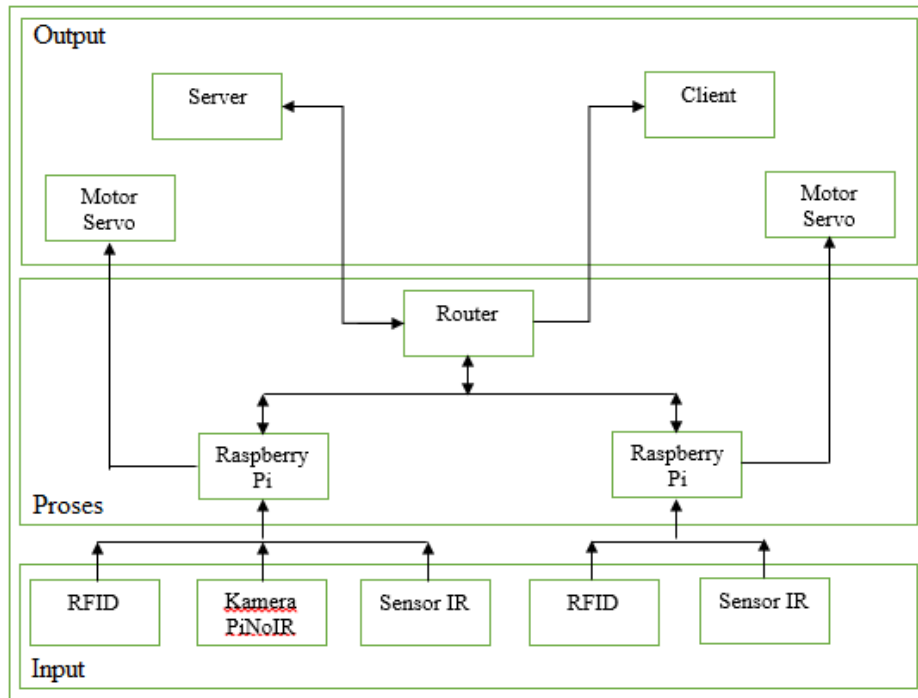 Output
Server
Client
Motor
Servo
Motor
Servo
Router
Raspberry
Pi
Raspberry
Pi
Proses
RFID
Kamera
PiNoIR
Sensor IR
RFID
Sensor IR
Input